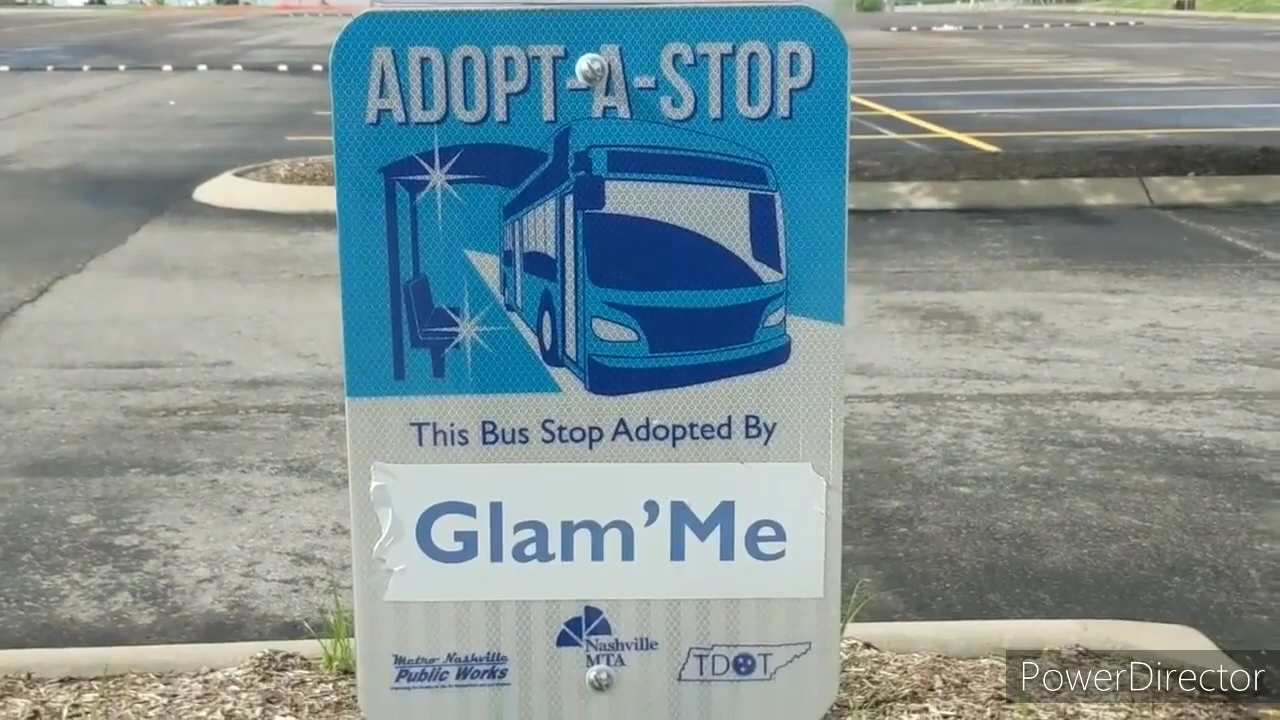 ADOPT-A-STOP
This Bus Stop Adopted By
Glam'Me
Metro Nashville
Public Works
Nashville
MTA
TDOT
PowerDirector